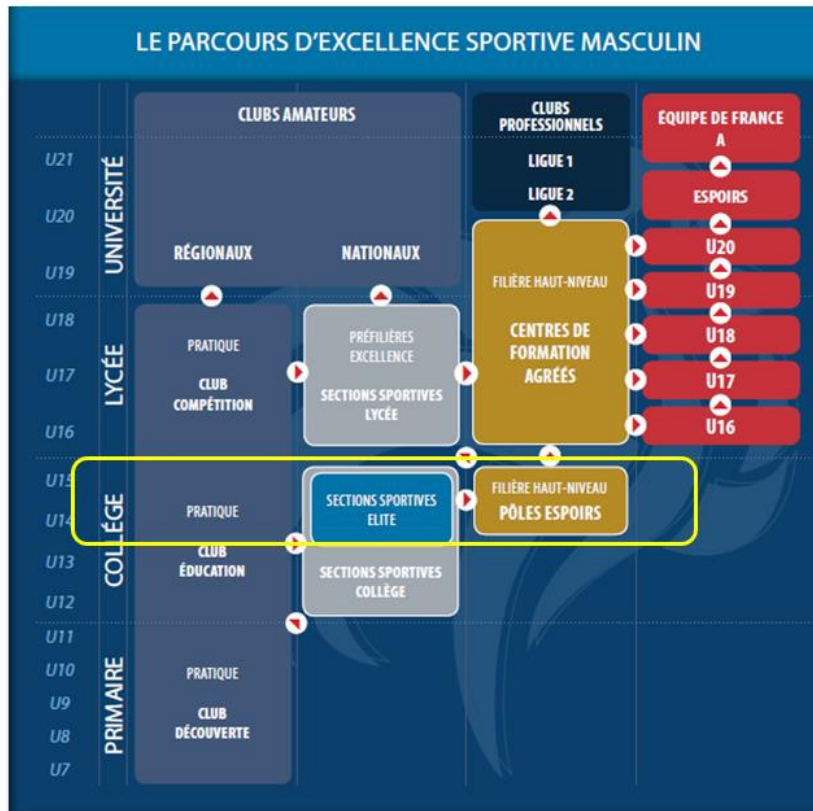 LE PARCOURS D'EXCELLENCE SPORTIVE MASCULIN
CLUBS AMATEURS
RÉGIONAUX
NATIONAUX
CLUBS
PROFESSIONNELS
LIGUE 1
LIGUE 2
ÉQUIPE DE FRANCE
A
ESPOIRS
U20
U19
U18
U17
U16
UNIVERSITÉ
U21
U20
U19
LYCÉE
U18
U17
U16
PRATIQUE
CLUB
COMPÉTITION
PRÉFILIÈRES
EXCELLENCE
SECTIONS SPORTIVES
LYCÉE
FILIÈRE HAUT-NIVEAU
CENTRES DE
FORMATION
AGRÉÉS
COLLÉGE
U15
U14
U13
U12
PRATIQUE
CLUB
ÉDUCATION
SECTIONS SPORTIVES
ELITE
SECTIONS SPORTIVES
COLLÈGE
FILIÈRE HAUT-NIVEAU
PÔLES ESPOIRS
PRIMAIRE
U11
U10
U9
U8
U7
PRATIQUE
CLUB
DÉCOUVERTE